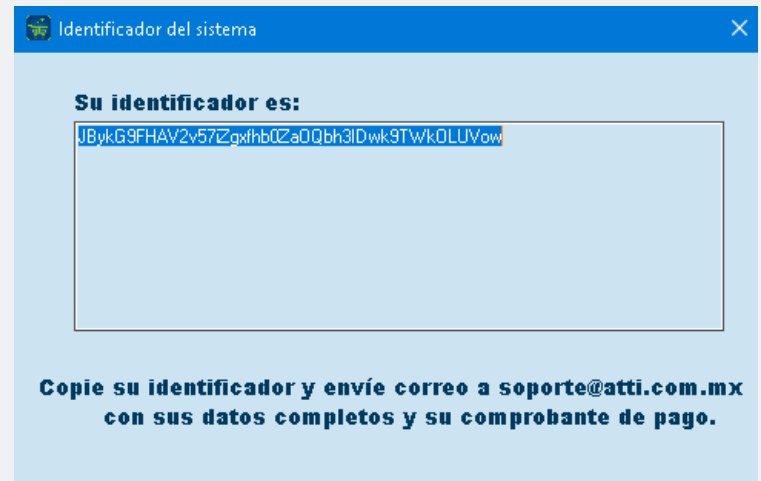 Identificador del sistema
Su identificador es:
JBykG9FHAV2v57iZgxfhb0ZaOQbh3IDwk9TWkOLUVow
Copie su identificador y envíe correo a soporte@atti.com.mx
con sus datos completos y su comprobante de pago.